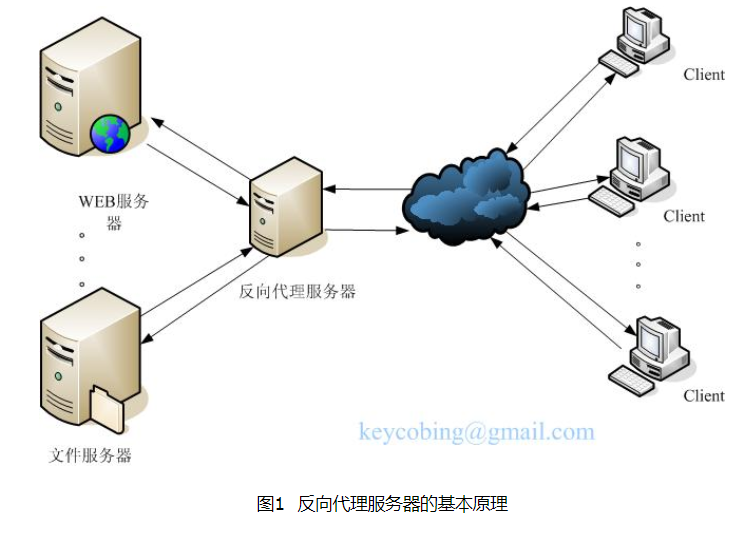 Client
WEB服务
器
Client
反向代理服务器
Client
keycobing@gmail.com
文件服务器
图1 反向代理服务器的基本原理